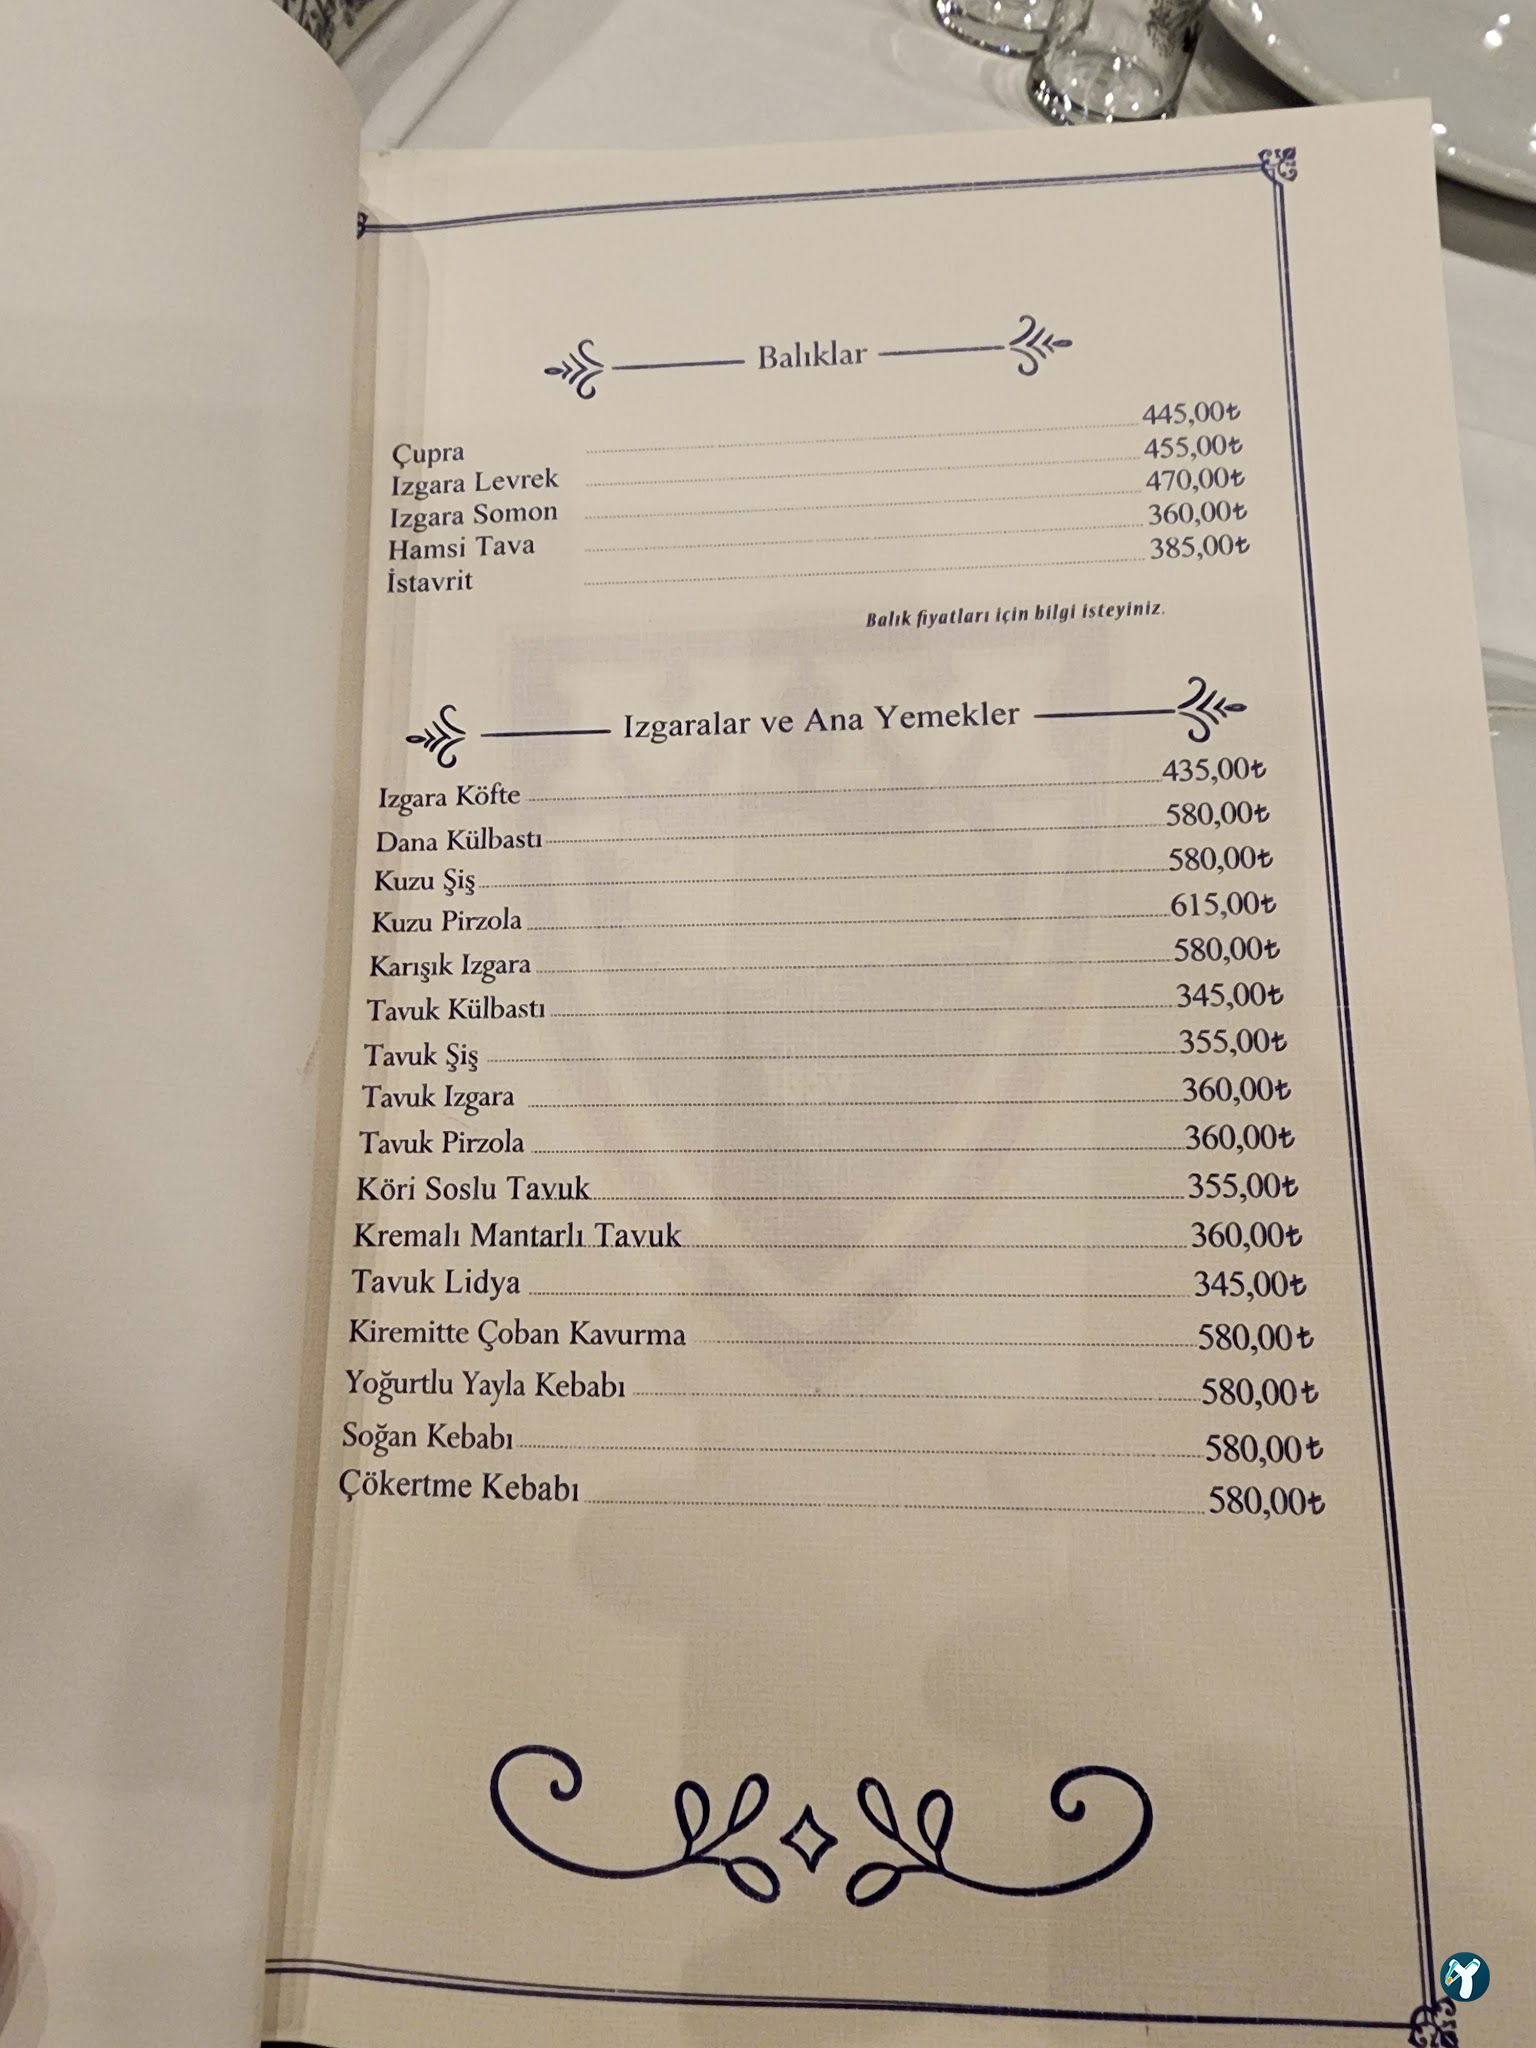 Balıklar
Çupra 445,00₺
Izgara Levrek 455,00₺
Izgara Somon 470,00₺
Hamsi Tava 360,00₺
İstavrit 385,00₺
Balık fiyatları için bilgi isteyiniz.
Izgaralar ve Ana Yemekler
Izgara Köfte 435,00₺
Dana Külbastı 580,00₺
Kuzu Şiş 580,00₺
Kuzu Pirzola 615,00₺
Karışık Izgara 580,00₺
Tavuk Külbastı 345,00₺
Tavuk Şiş 355,00₺
Tavuk Izgara 360,00₺
Tavuk Pirzola 360,00₺
Köri Soslu Tavuk 355,00₺
Kremalı Mantarlı Tavuk 360,00₺
Tavuk Lidya 345,00₺
Kiremitte Çoban Kavurma 580,00₺
Yoğurtlu Yayla Kebabı 580,00₺
Soğan Kebabı 580,00₺
Çökertme Kebabı 580,00₺